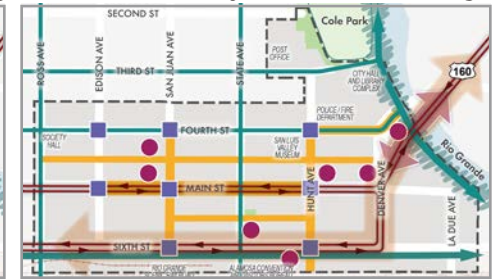 SECOND ST
Cole Park
POST
OFFICE
ROSS AVE
EDISON AVE
SAN JUAN AVE
STATE AVE
THIRD ST
CITY HALL
AND LIBRARY
COMPLEX
160
POLICE / FIRE
DEPARTMENT
FOURTH ST
SOCIETY
HALL
SAN LUIS
VALLEY
MUSEUM
Rio Grande
MAIN ST
HUNT AVE
DENVER AVE
LA DUE AVE
SIXTH ST
RIO GRANDE
ALAMOSA CONVENTION